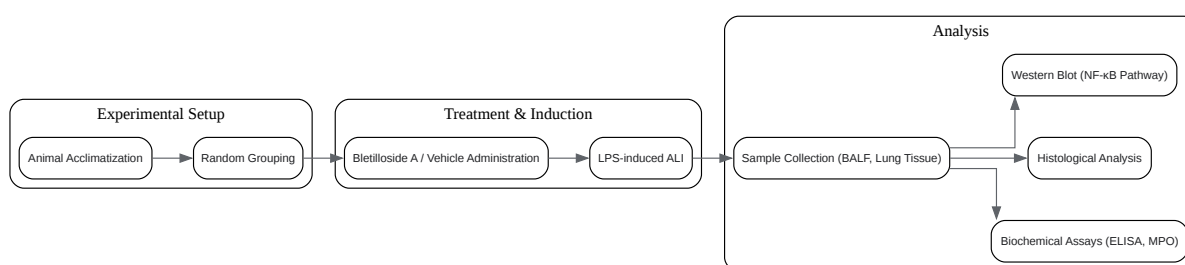 Experimental Setup
Animal Acclimatization
Random Grouping
Treatment & Induction
Bletilloside A / Vehicle Administration
LPS-induced ALI
Analysis
Sample Collection (BALF, Lung Tissue)
Western Blot (NF-κB Pathway)
Histological Analysis
Biochemical Assays (ELISA, MPO)